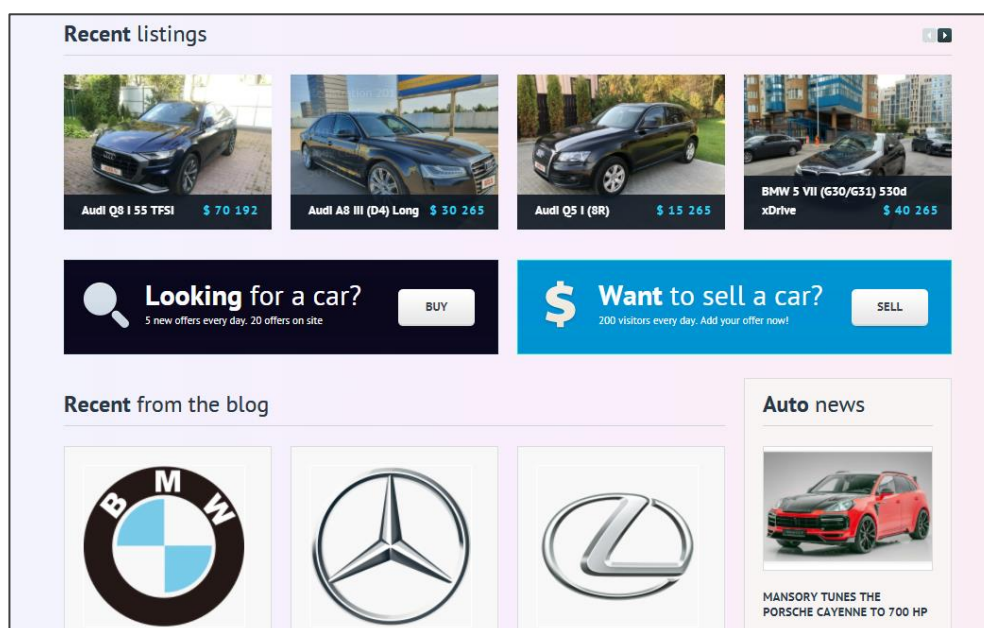 Recent listings
Audi Q8 I 55 TFSI $ 70 192
Audi A8 III (D4) Long $ 30 265
Audi Q5 I (8R) $ 15 265
BMW 5 VII (G30/G31) 530d
xDrive $ 40 265
Looking for a car?
5 new offers every day. 20 offers on site
BUY
Want to sell a car?
200 visitors every day. Add your offer now!
SELL
Recent from the blog
Auto news
BMW
MANSORY TUNES THE
PORSCHE CAYENNE TO 700 HP